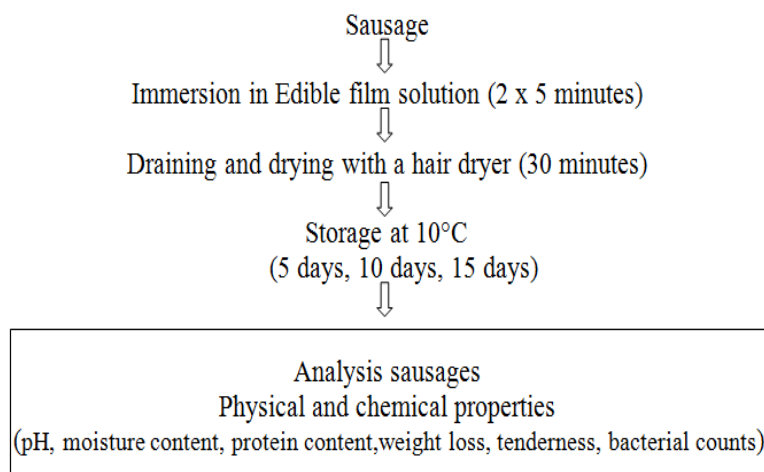 Sausage
Immersion in Edible film solution (2 x 5 minutes)
Draining and drying with a hair dryer (30 minutes)
Storage at 10°C
(5 days, 10 days, 15 days)
Analysis sausages
Physical and chemical properties
(pH, moisture content, protein content,weight loss, tenderness, bacterial counts)